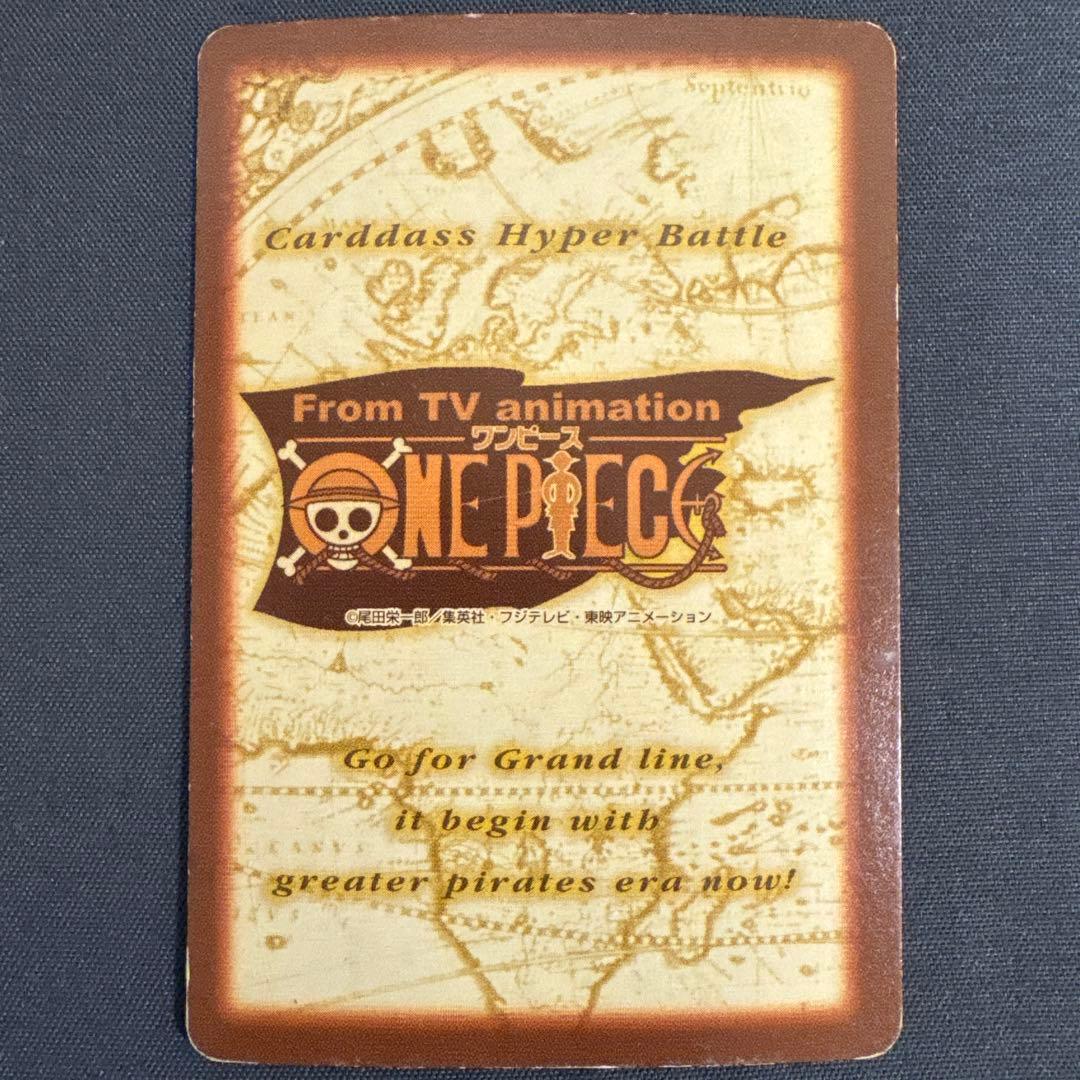 Septentrio
Carddass Hyper Battle
From TV animation
ワンピース
ONE PIECE
©尾田栄一郎/集英社・フジテレビ・東映アニメーション
Go for Grand line,
it begin with
greater pirates era now!